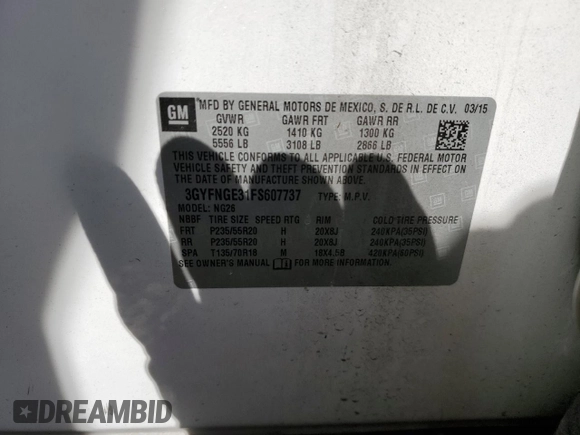 GM
MFD BY GENERAL MOTORS DE MEXICO, S. DE R.L. DE C.V. 03/15
GVWR GAWR FRT GAWR RR
2520 KG 1410 KG 1300 KG
5556 LB 3108 LB 2866 LB
THIS VEHICLE CONFORMS TO ALL APPLICABLE U.S. FEDERAL MOTOR
VEHICLE SAFETY AND THEFT PREVENTION STANDARDS IN EFFECT ON
DATE OF MANUFACTURE SHOWN ABOVE.
3GYFNGE31FS607737 TYPE: M.P.V.
MODEL: NG26
NBBF TIRE SIZE SPEED RTG RIM COLD TIRE PRESSURE
FRT P235/55R20 H 20X8J 240KPA(35PSI)
RR P235/55R20 H 20X8J 240KPA(35PSI)
SPA T135/70R16 M 16X4.5B 420KPA(60PSI)
SEE OWNER'S MANUAL FOR MORE INFORMATION
DREAMBID